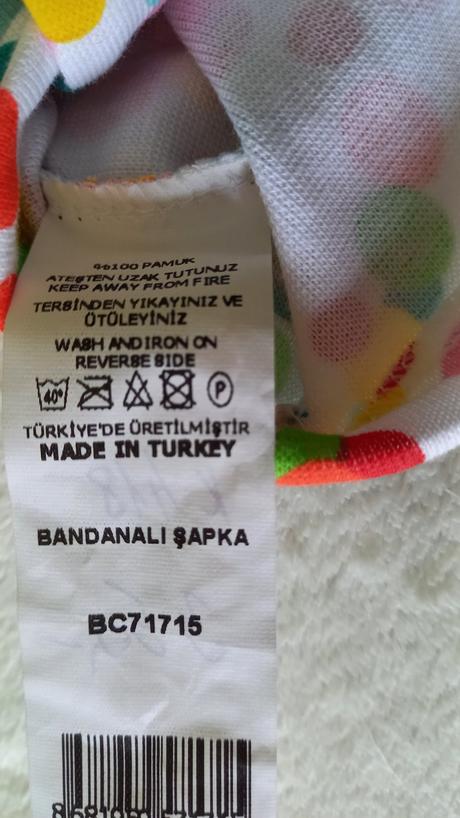 %100 PAMUK
ATEŞTEN UZAK TUTUNUZ
KEEP AWAY FROM FIRE
TERSİNDEN YIKAYINIZ VE
ÜTÜLEYİNİZ
WASH AND IRON ON
REVERSE SIDE
40° P
TÜRKİYE'DE ÜRETİLMİŞTİR
MADE IN TURKEY
BANDANALI ŞAPKA
BC71715